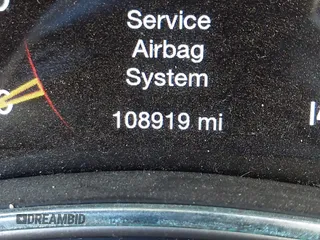 Service
Airbag
System
108919 mi
DREAMBID